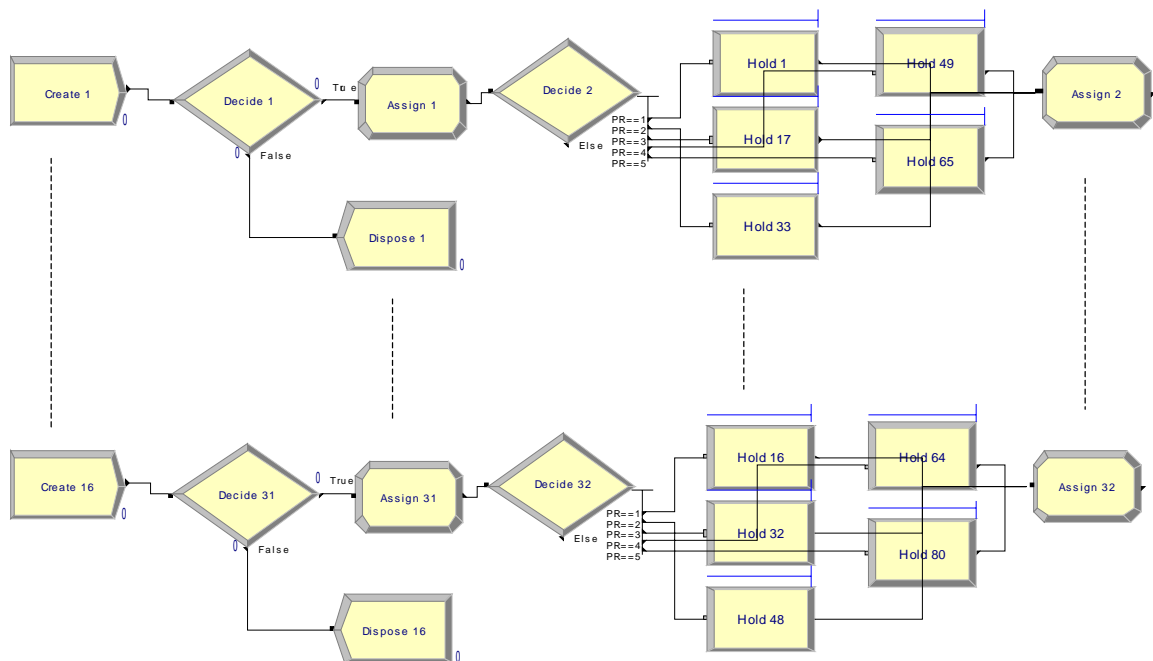 Create 1
0
Decide 1
0
True
0
False
Dispose 1
0
Assign 1
Decide 2
Else
PR==1
PR==2
PR==3
PR==4
PR==5
Hold 1
Hold 17
Hold 33
Hold 49
Hold 65
Assign 2
Create 16
0
Decide 31
0
True
0
False
Dispose 16
0
Assign 31
Decide 32
Else
PR==1
PR==2
PR==3
PR==4
PR==5
Hold 16
Hold 32
Hold 48
Hold 64
Hold 80
Assign 32